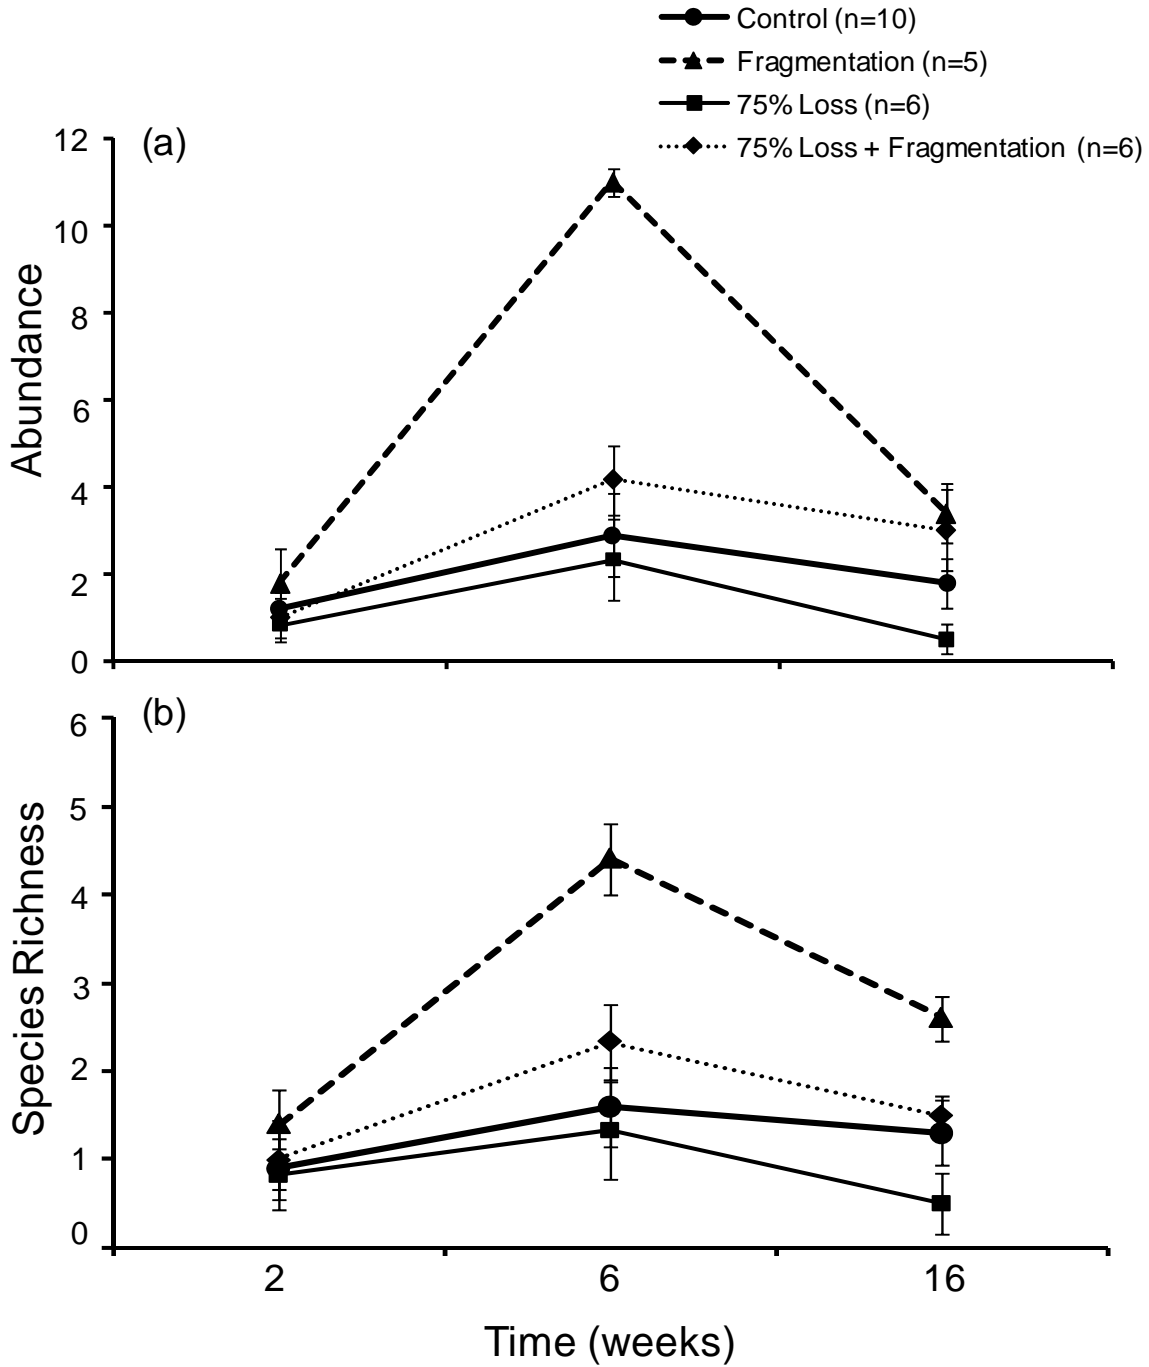 Control (n=10)
Fragmentation (n=5)
75% Loss (n=6)
75% Loss + Fragmentation (n=6)
(a)
12
10
8
6
4
2
0
Abundance
(b)
6
5
4
3
2
1
0
Species Richness
2 6 16
Time (weeks)